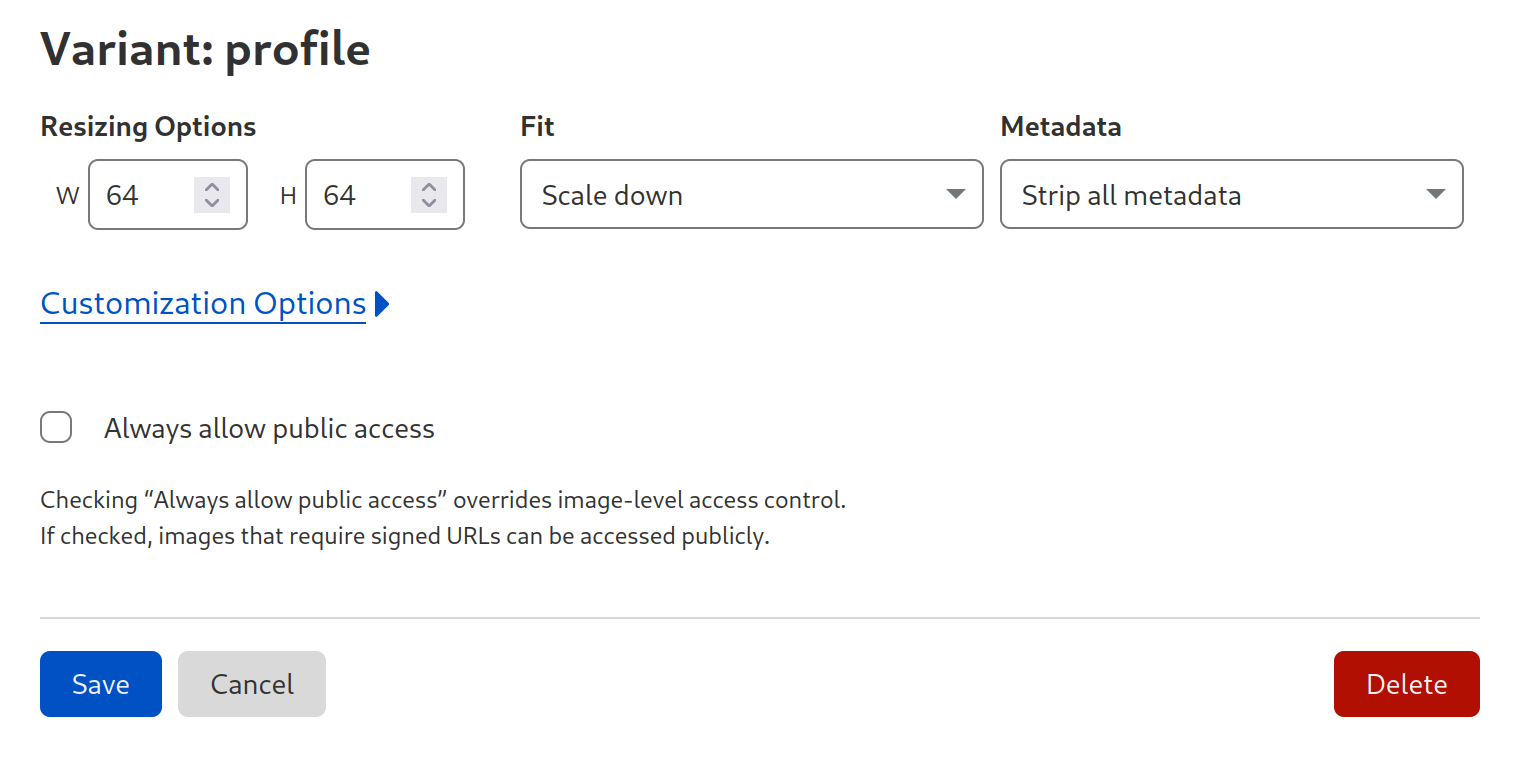 Variant: profile
Resizing Options
Fit
Metadata
W 64 H 64
Scale down
Strip all metadata
Customization Options
Always allow public access
Checking “Always allow public access” overrides image-level access control.
If checked, images that require signed URLs can be accessed publicly.
Save
Cancel
Delete